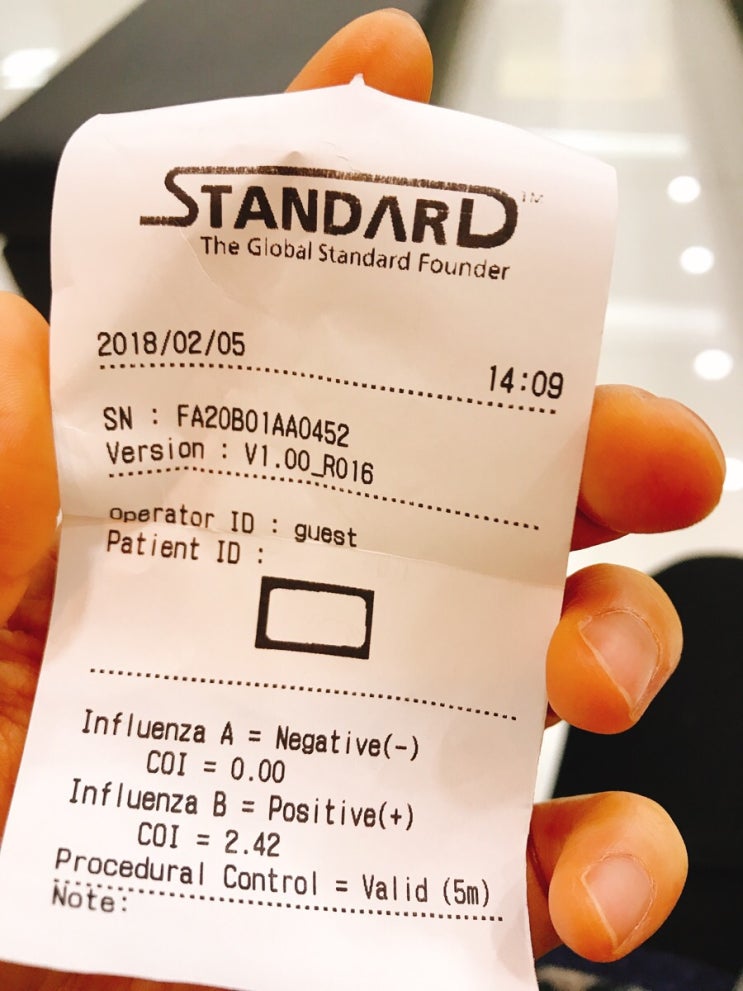 STANDARD™
The Global Standard Founder
2018/02/05
14:09
SN : FA20B01AA0452
Version : V1.00_R016
Operator ID : guest
Patient ID :
Influenza A = Negative(-)
COI = 0.00
Influenza B = Positive(+)
COI = 2.42
Procedural Control = Valid (5m)
Note: